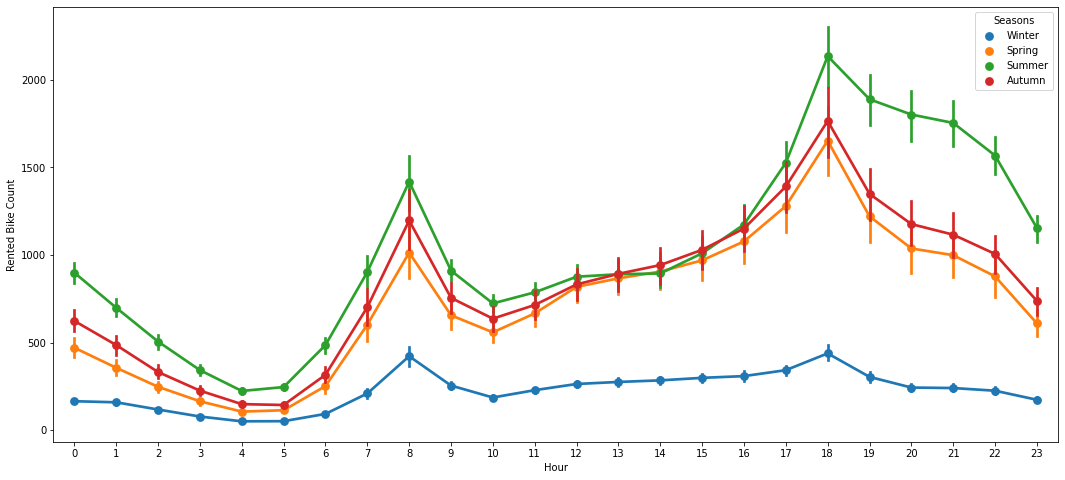 Seasons
Winter
Spring
Summer
Autumn
Rented Bike Count
2000
1500
1000
500
0
0 1 2 3 4 5 6 7 8 9 10 11 12 13 14 15 16 17 18 19 20 21 22 23
Hour